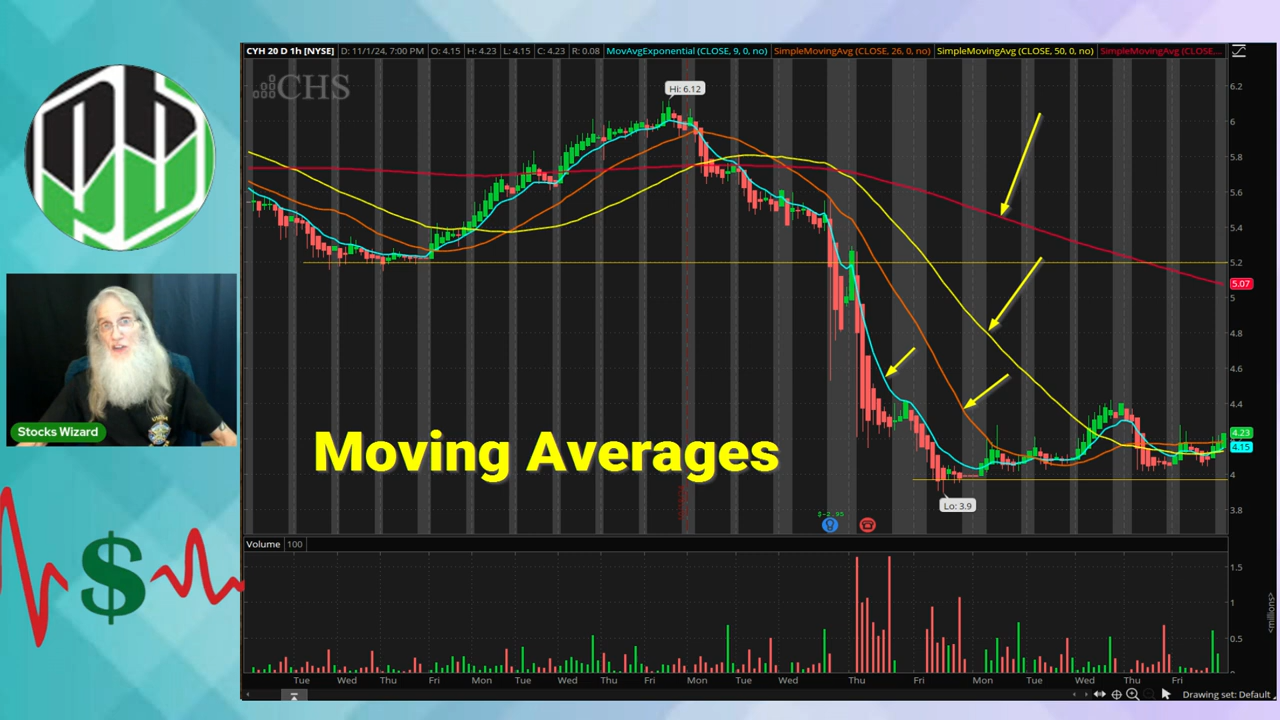 CYH 20 D 1h [NYSE] D: 11/1/24, 7:00 PM O: 4.15 H: 4.23 L: 4.15 C: 4.23 R: 0.08 MovAvgExponential (CLOSE, 9, 0, no) SimpleMovingAvg (CLOSE, 26, 0, no) SimpleMovingAvg (CLOSE, 50, 0, no) SimpleMovingAvg (CLOSE,...
CHS
Hi: 6.12
6.2
6
5.8
5.6
5.4
5.2
5.07
5
4.8
4.6
4.4
4.23
4.15
4
3.8
Stocks Wizard
Moving Averages
Lo: 3.9
$-2.95
Volume 100
1.5
1
0.5
<millions>
$
Tue Wed Thu Fri Mon Tue Wed Thu Fri Mon Tue Wed Thu Fri Mon Tue Wed Thu Fri
Drawing set: Default